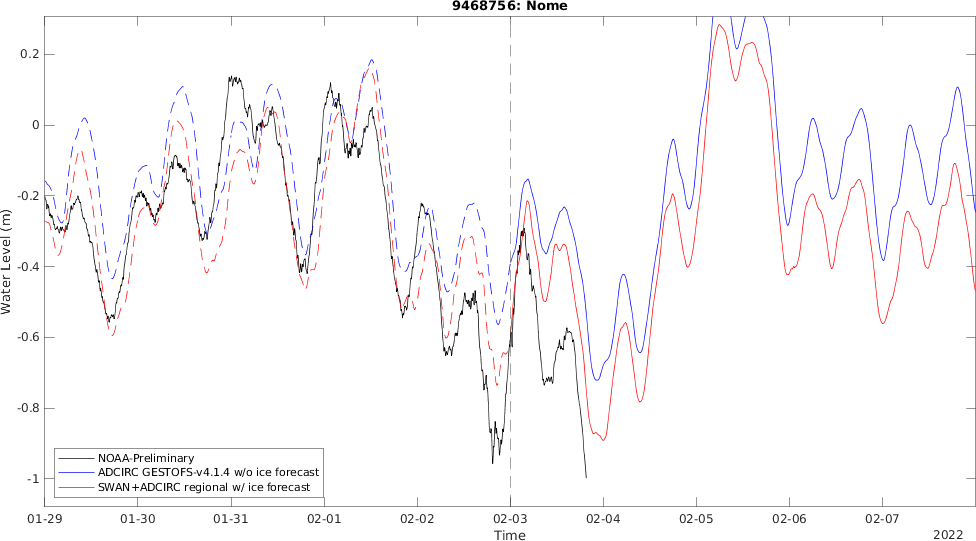 9468756: Nome
Water Level (m)
0.2
0
-0.2
-0.4
-0.6
-0.8
-1
NOAA-Preliminary
ADCIRC GESTOFS-v4.1.4 w/o ice forecast
SWAN+ADCIRC regional w/ ice forecast
01-29 01-30 01-31 02-01 02-02 02-03 02-04 02-05 02-06 02-07
Time
2022